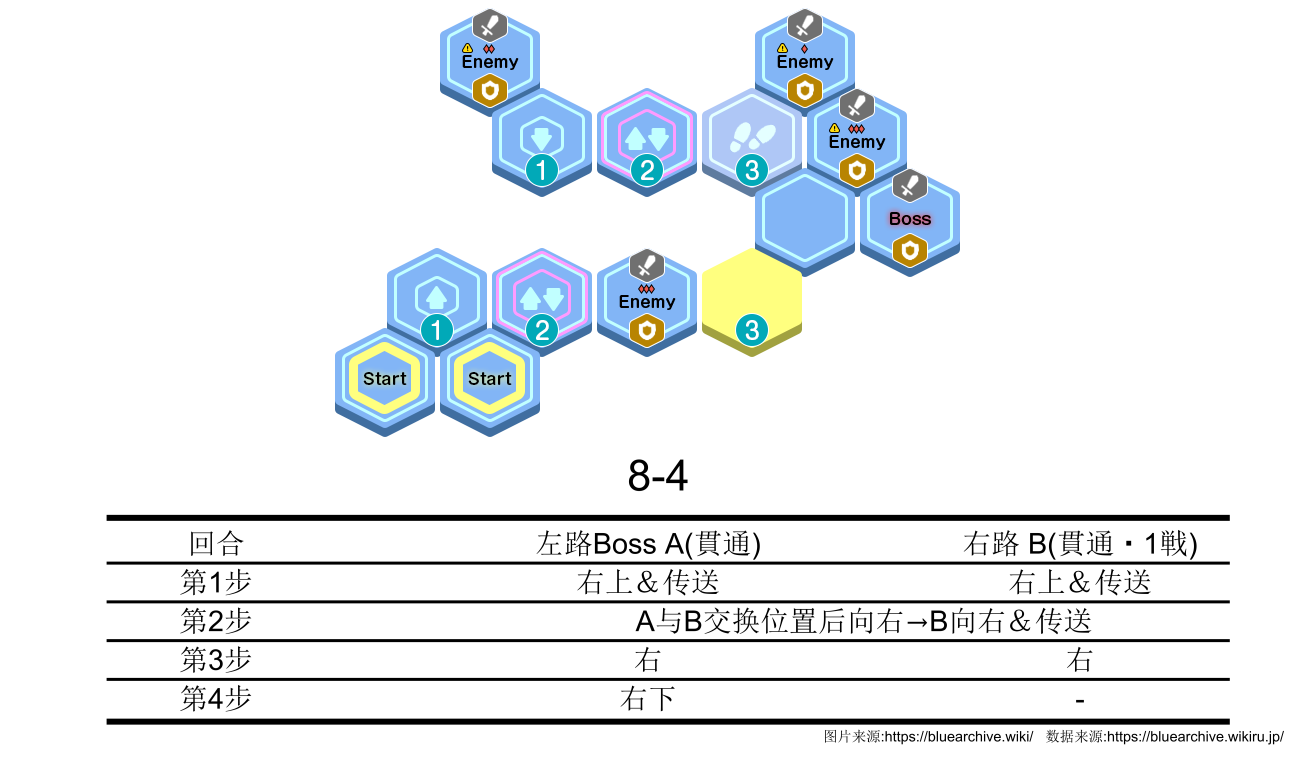 Enemy
Enemy
1
2
3
Enemy
Boss
1
2
Enemy
3
Start
Start
8-4
回合 左路Boss A(貫通) 右路 B(貫通・1戦)
第1步 右上＆传送 右上＆传送
第2步 A与B交换位置后向右→B向右＆传送
第3步 右 右
第4步 右下 -
图片来源:https://bluearchive.wiki/ 数据来源:https://bluearchive.wikiru.jp/